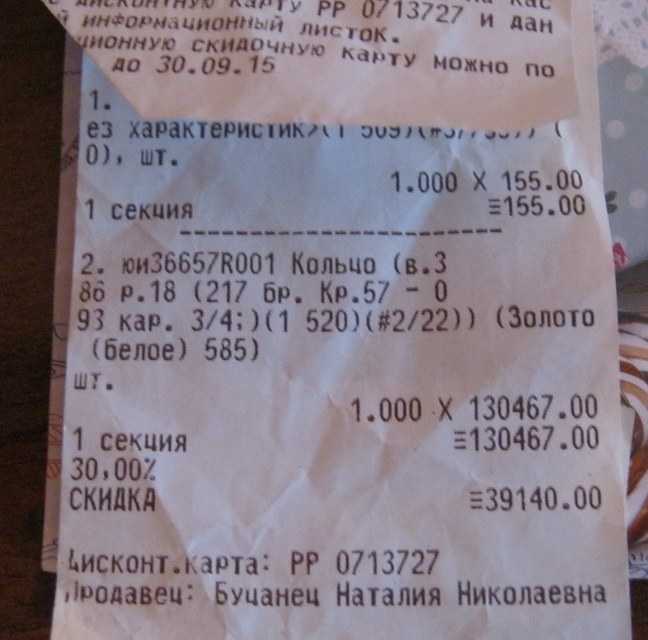 дисконтную карту РР 0713727 и дан
информационный листок.
ционную скидочную карту можно по
до 30.09.15
1.
ез характеристик)(1 509)(#
0), шт.
1.000 X 155.00
1 секция ≡155.00
------------------------------
2. юи36657R001 Кольцо (в.3
86 р.18 (217 бр. Кр.57 - 0
93 кар. 3/4;)(1 520)(#2/22)) (Золото
(белое) 585)
шт.
1.000 X 130467.00
1 секция ≡130467.00
30,00%
СКИДКА ≡39140.00
Дисконт.карта: РР 0713727
Продавец: Буцанец Наталия Николаевна